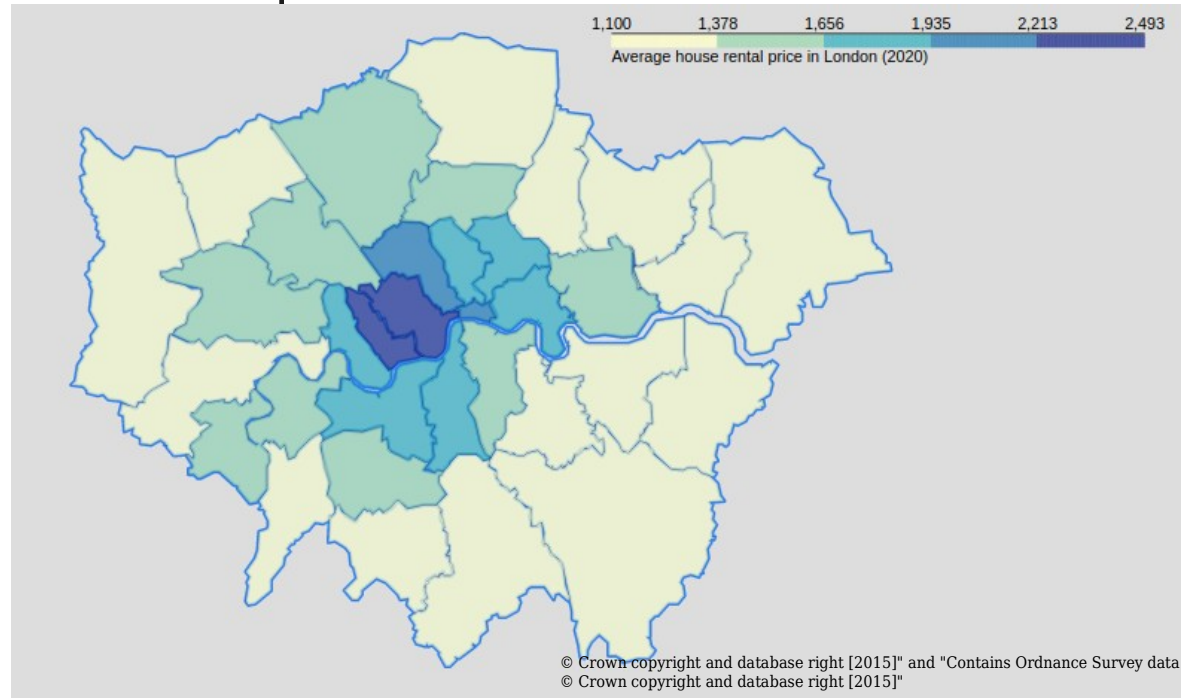 1,100 1,378 1,656 1,935 2,213 2,493
Average house rental price in London (2020)
© Crown copyright and database right [2015]" and "Contains Ordnance Survey data
© Crown copyright and database right [2015]"